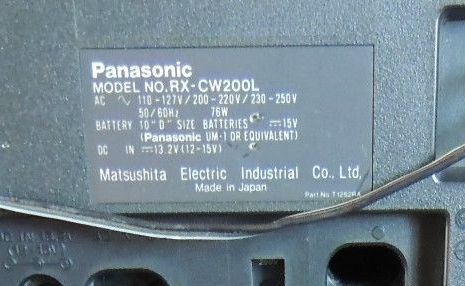 Panasonic
MODEL NO.RX-CW200L
AC ∿ 110-127V/200-220V/230-250V
50/60Hz 76W
BATTERY 10"D" SIZE BATTERIES ⎓15V
(Panasonic UM-1 OR EQUIVALENT)
DC IN ⎓13.2V(12-15V)
Matsushita Electric Industrial Co., Ltd.
Made in Japan
Part No.